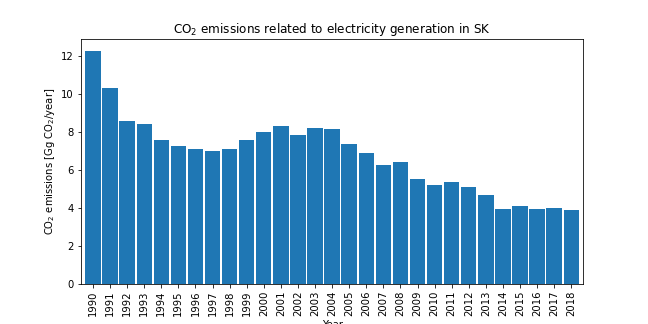 CO₂ emissions related to electricity generation in SK
CO₂ emissions [Gg CO₂/year]
12
10
8
6
4
2
0
1990 1991 1992 1993 1994 1995 1996 1997 1998 1999 2000 2001 2002 2003 2004 2005 2006 2007 2008 2009 2010 2011 2012 2013 2014 2015 2016 2017 2018
Year